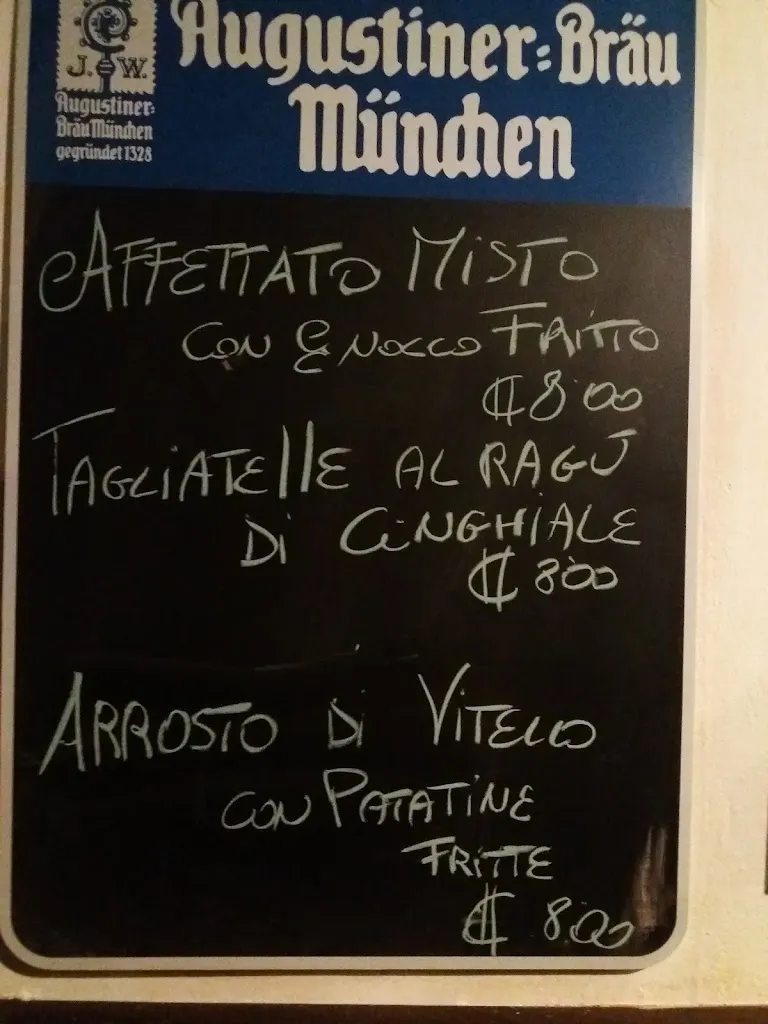 J. W.
Augustiner-
Bräu München
gegründet 1328
Augustiner-Bräu
München
AFFETTATO MISTO
CON GNOCCO FRITTO
€ 8.00
TAGLIATELLE AL RAGÙ
DI CINGHIALE
€ 8.00
ARROSTO DI VITELLO
CON PATATINE
FRITTE
€ 8.00